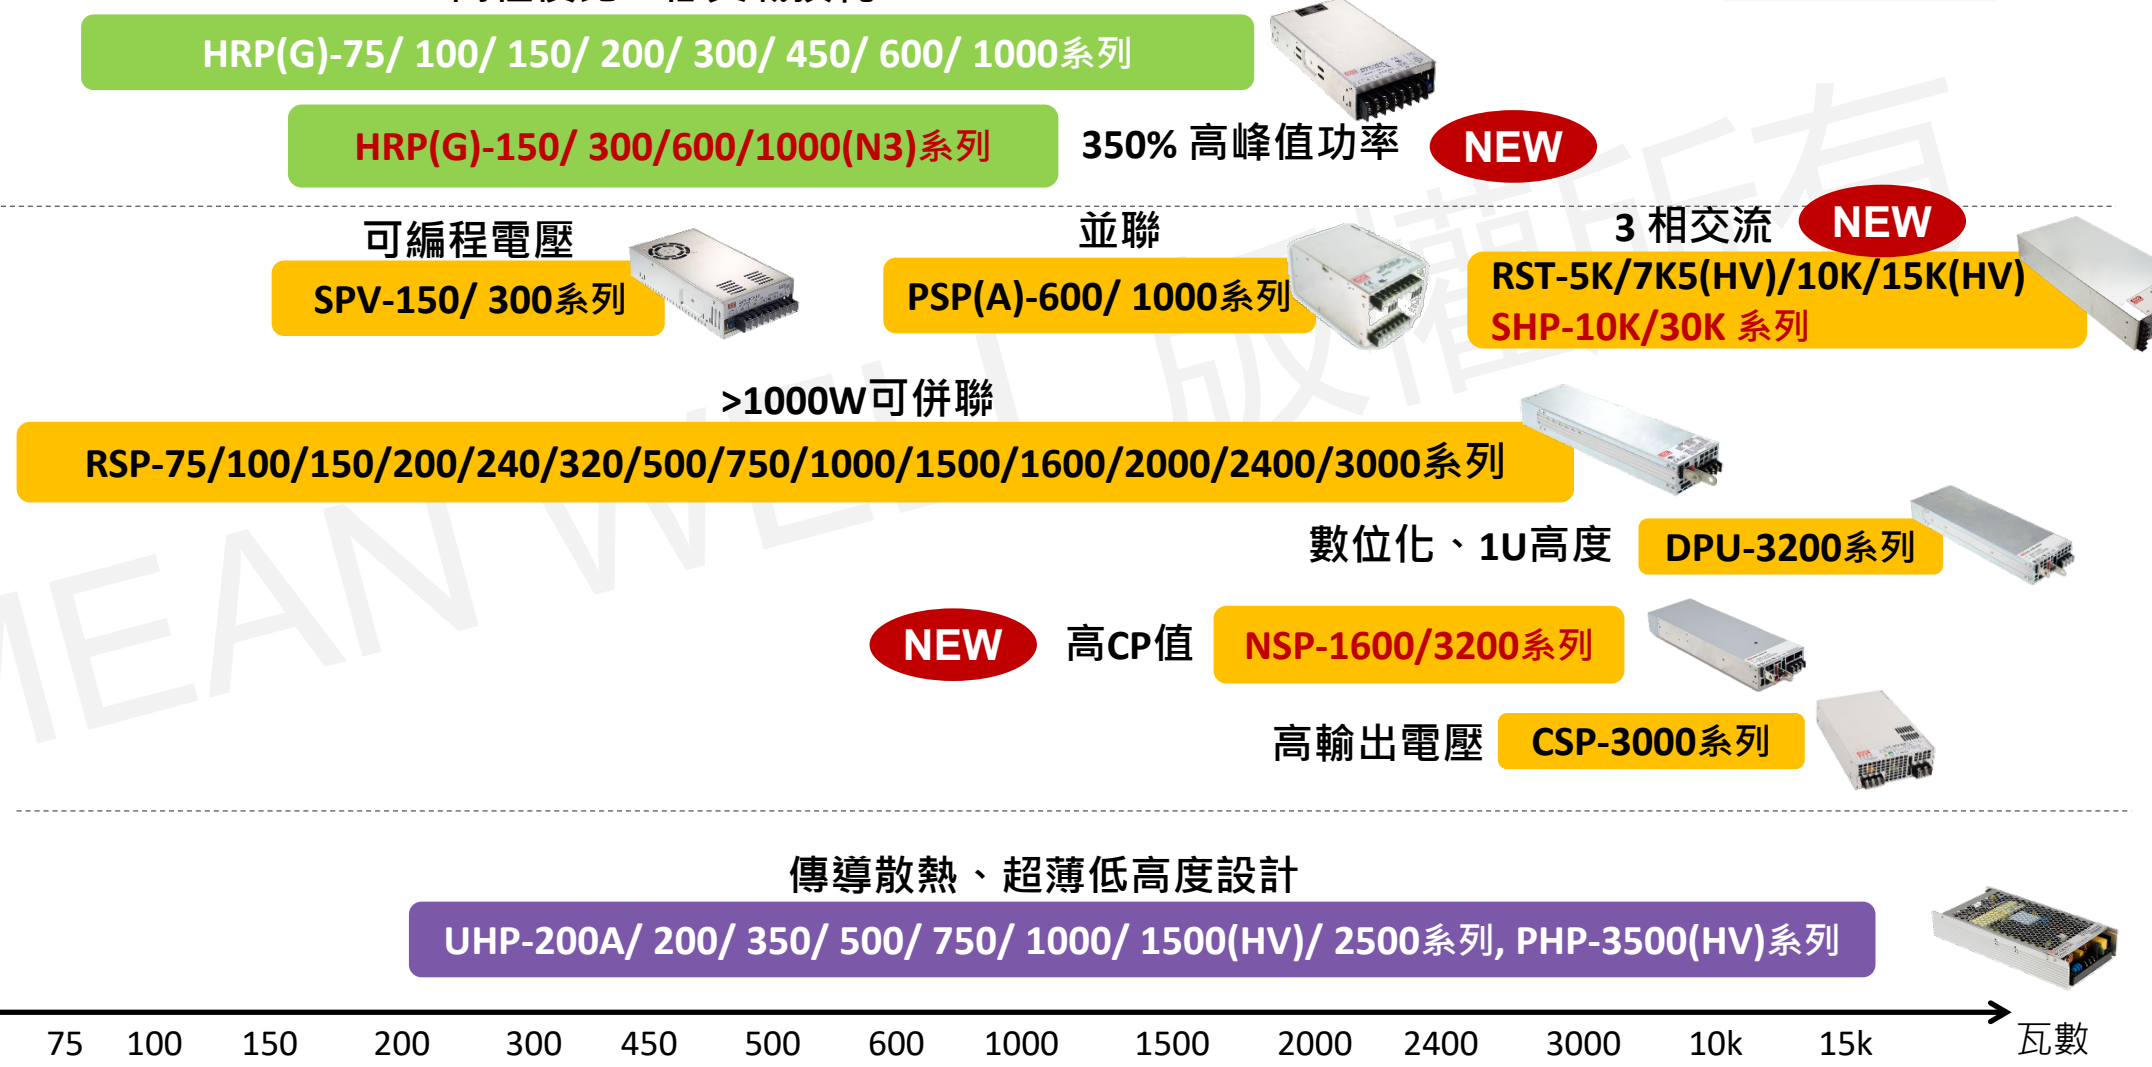 HRP(G)-75/ 100/ 150/ 200/ 300/ 450/ 600/ 1000系列
HRP(G)-150/ 300/600/1000(N3)系列
350% 高峰值功率
NEW
可編程電壓
SPV-150/ 300系列
並聯
PSP(A)-600/ 1000系列
3 相交流
NEW
RST-5K/7K5(HV)/10K/15K(HV)
SHP-10K/30K 系列
>1000W可併聯
RSP-75/100/150/200/240/320/500/750/1000/1500/1600/2000/2400/3000系列
數位化、1U高度
DPU-3200系列
NEW
高CP值
NSP-1600/3200系列
高輸出電壓
CSP-3000系列
傳導散熱、超薄低高度設計
UHP-200A/ 200/ 350/ 500/ 750/ 1000/ 1500(HV)/ 2500系列, PHP-3500(HV)系列
75 100 150 200 300 450 500 600 1000 1500 2000 2400 3000 10k 15k 瓦數
MEAN WELL 版權所有